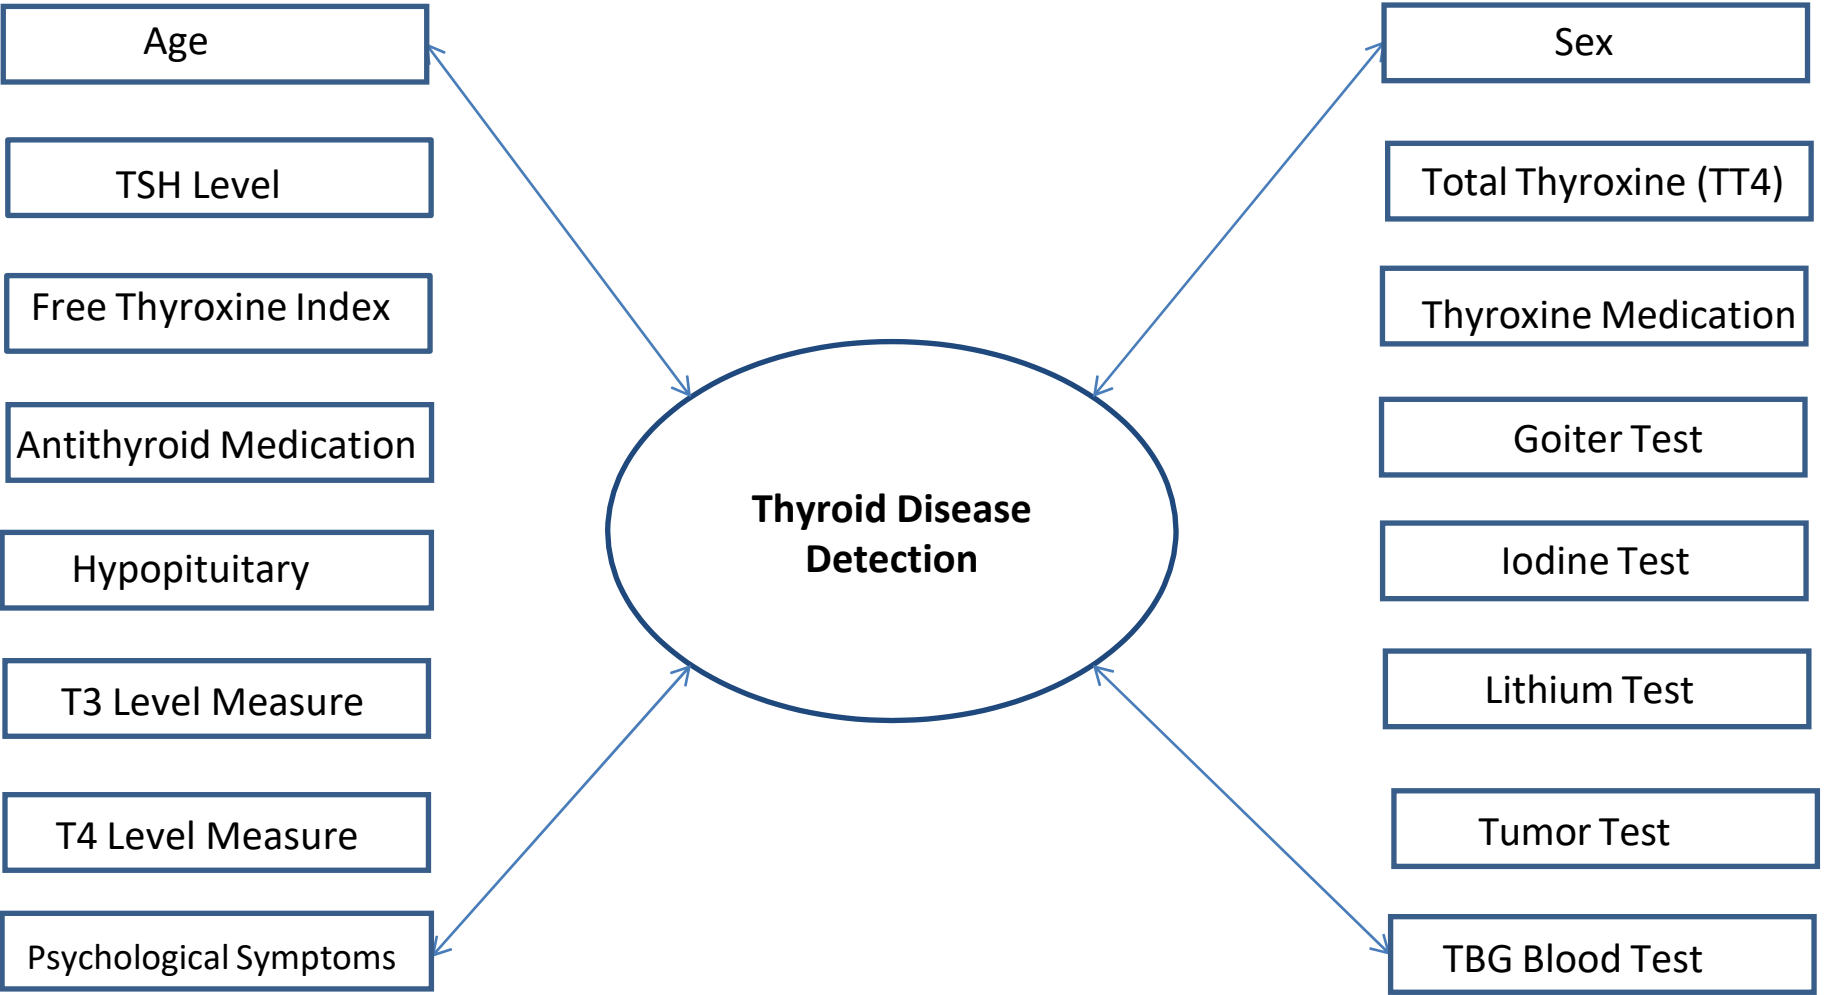 Age
Sex
TSH Level
Total Thyroxine (TT4)
Free Thyroxine Index
Thyroxine Medication
Antithyroid Medication
Goiter Test
Thyroid Disease
Detection
Hypopituitary
Iodine Test
T3 Level Measure
Lithium Test
T4 Level Measure
Tumor Test
Psychological Symptoms
TBG Blood Test